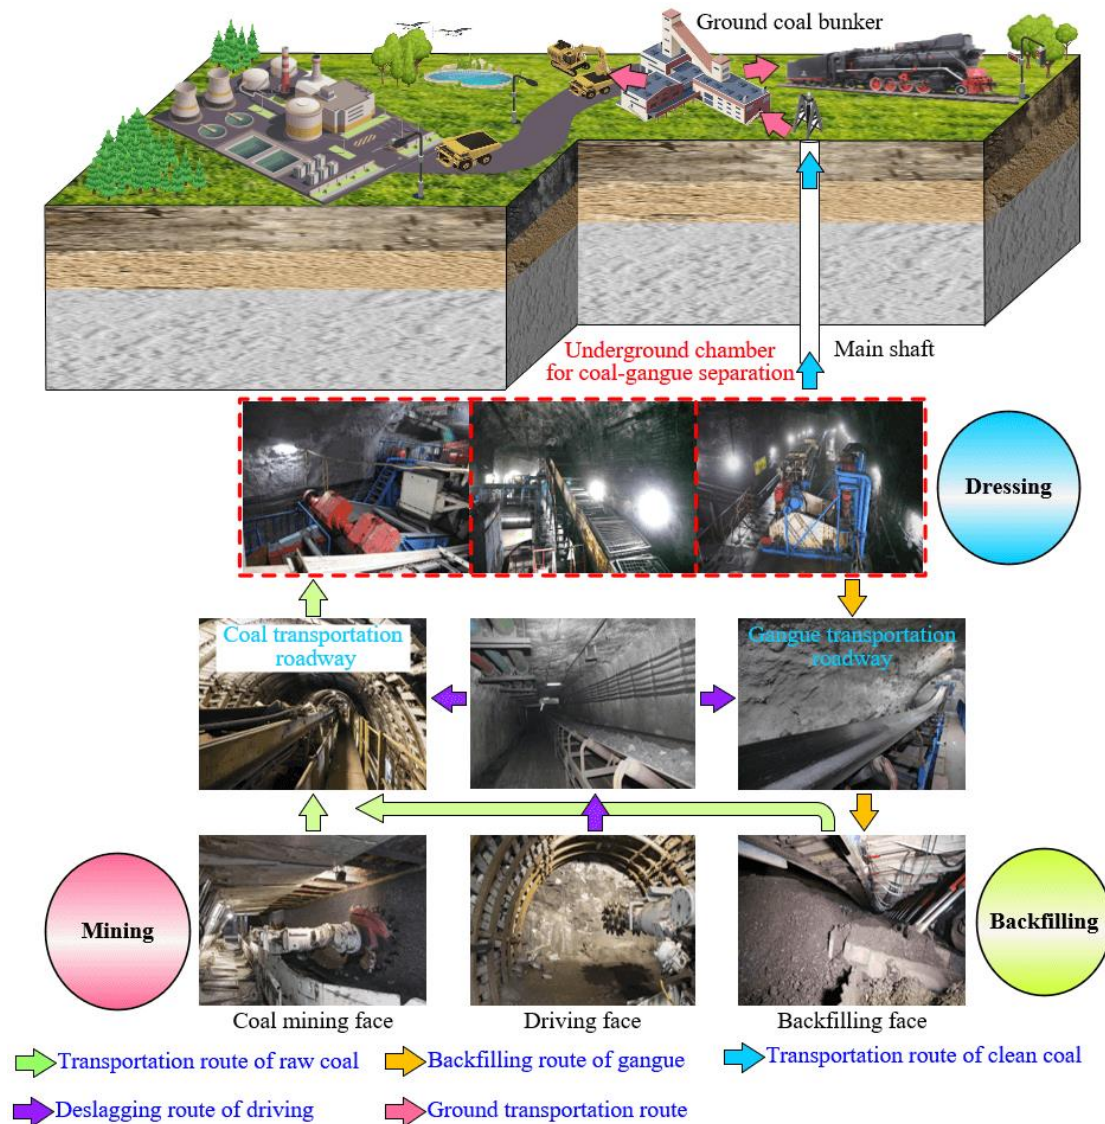 Ground coal bunker
Underground chamber
for coal-gangue separation
Main shaft
Dressing
Coal transportation
roadway
Gangue transportation
roadway
Mining
Backfilling
Coal mining face
Driving face
Backfilling face
Transportation route of raw coal
Backfilling route of gangue
Transportation route of clean coal
Deslagging route of driving
Ground transportation route